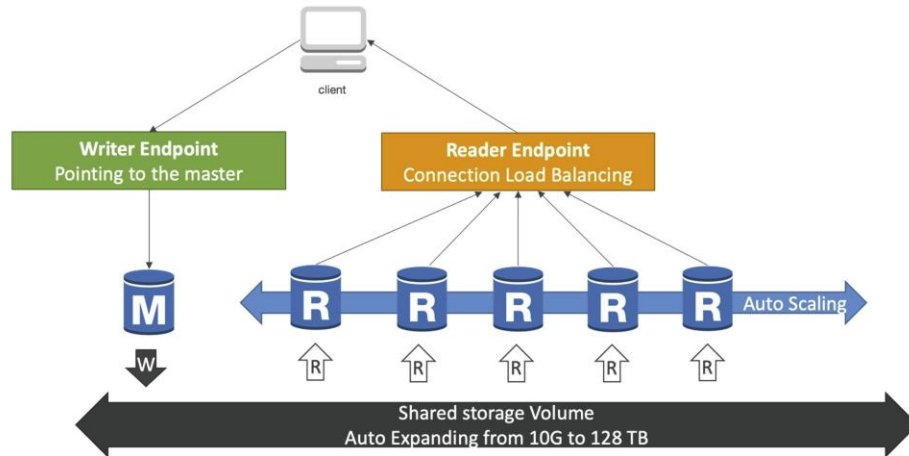 client
Writer Endpoint
Pointing to the master
Reader Endpoint
Connection Load Balancing
M
R
R
R
R
R
Auto Scaling
W
R
R
R
R
R
Shared storage Volume
Auto Expanding from 10G to 128 TB